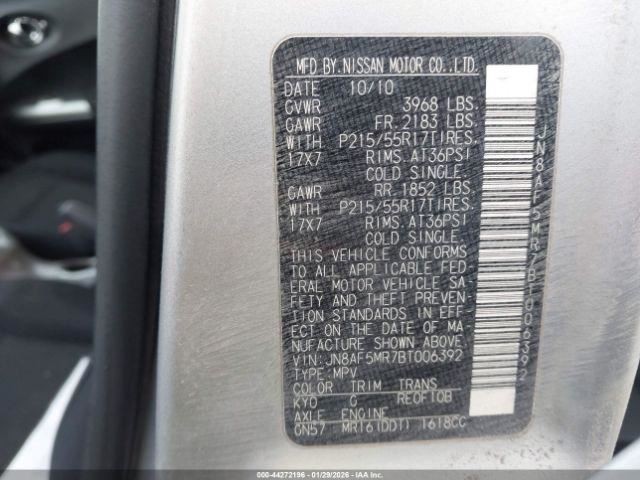 MFD BY.NISSAN MOTOR CO.,LTD.
DATE 10/10
GVWR 3968 LBS.
GAWR FR.2183 LBS.
WITH P215/55R17TIRES.
17X7 RIMS.AT36PSI
COLD SINGLE.
GAWR RR.1852 LBS.
WITH P215/55R17TIRES.
17X7 RIMS.AT36PSI
COLD SINGLE.
THIS VEHICLE CONFORMS
TO ALL APPLICABLE FED
ERAL MOTOR VEHICLE SA
FETY AND THEFT PREVEN
TION STANDARDS IN EFF
ECT ON THE DATE OF MA
NUFACTURE SHOWN ABOVE.
VIN:JN8AF5MR7BT006392
TYPE:MPV
COLOR TRIM TRANS
KYO G RE0F10B
AXLE ENGINE
GN57 MR16(DDT) 1618CC
JN8AF5MR7BT006392
000-44272196 - 01/29/2026 - IAAI.COM